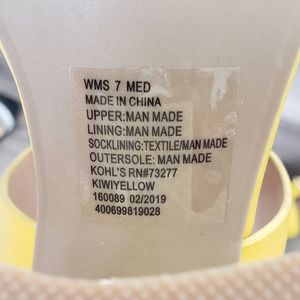 WMS 7 MED
MADE IN CHINA
UPPER:MAN MADE
LINING:MAN MADE
SOCKLINING:TEXTILE/MAN MADE
OUTERSOLE: MAN MADE
KOHL'S RN#73277
KIWIYELLOW
160089 02/2019
400699819028